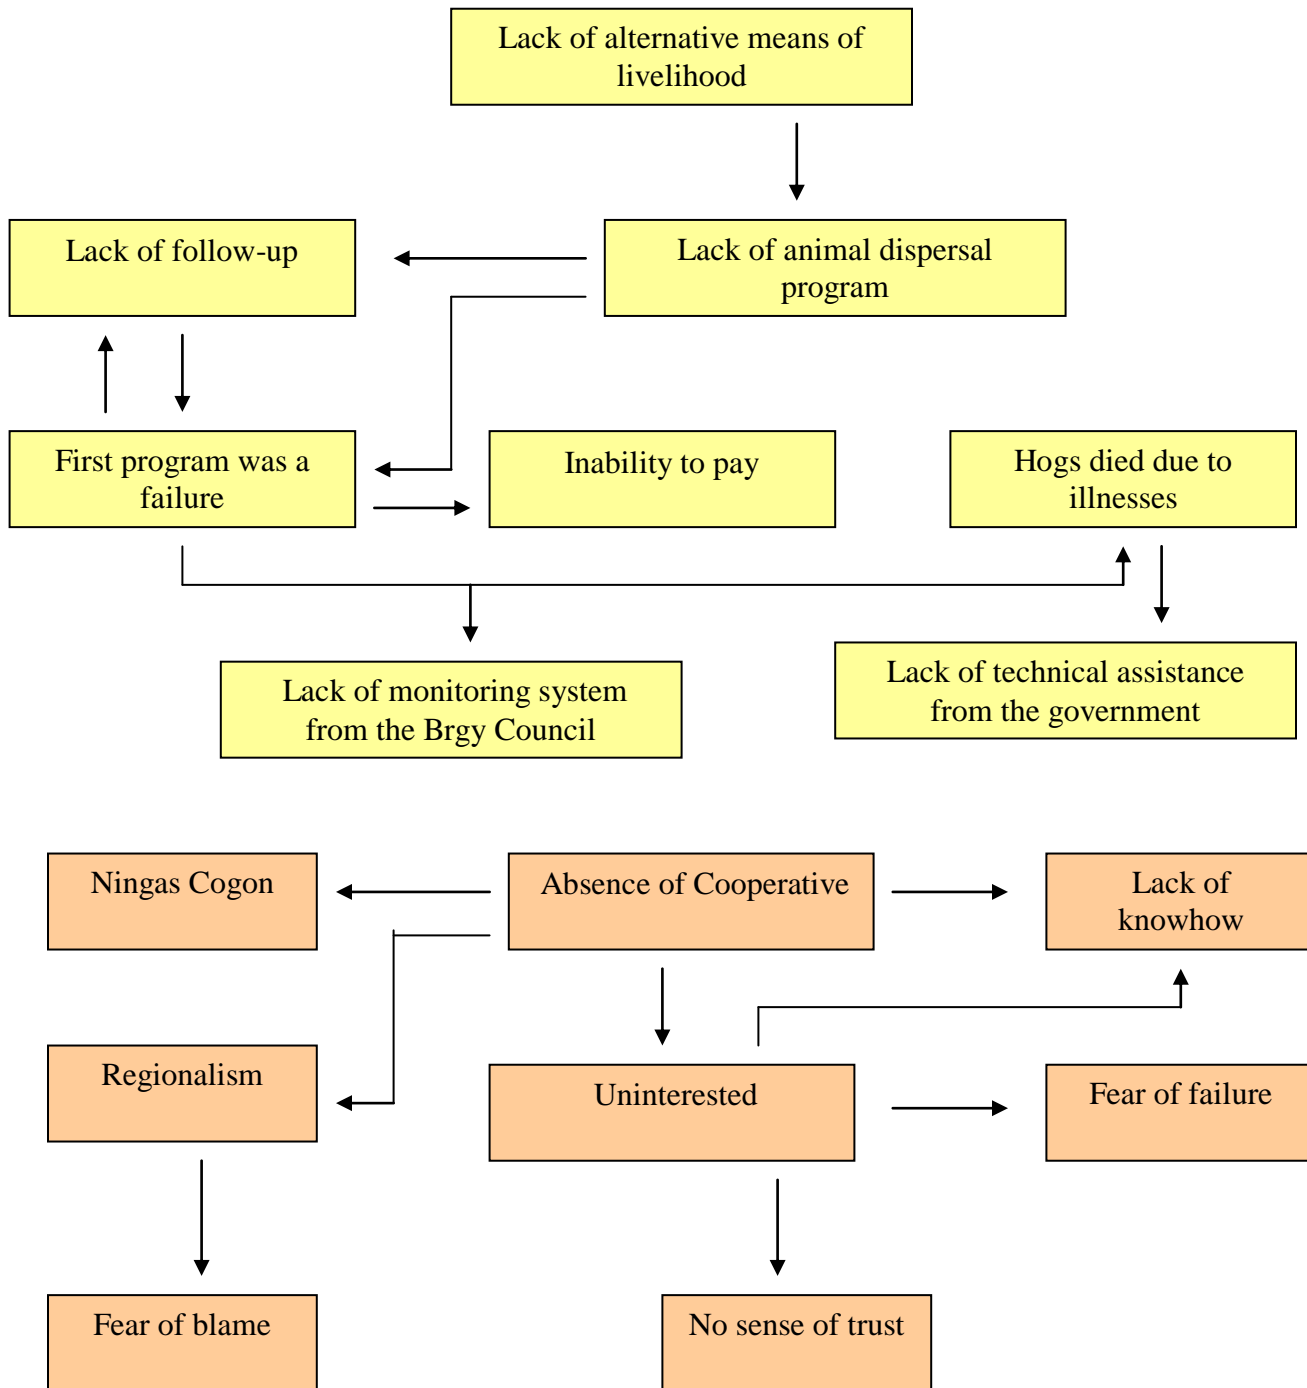 Lack of alternative means of
livelihood
Lack of follow-up
Lack of animal dispersal
program
First program was a
failure
Inability to pay
Hogs died due to
illnesses
Lack of monitoring system
from the Brgy Council
Lack of technical assistance
from the government
Ningas Cogon
Absence of Cooperative
Lack of
knowhow
Regionalism
Uninterested
Fear of failure
Fear of blame
No sense of trust